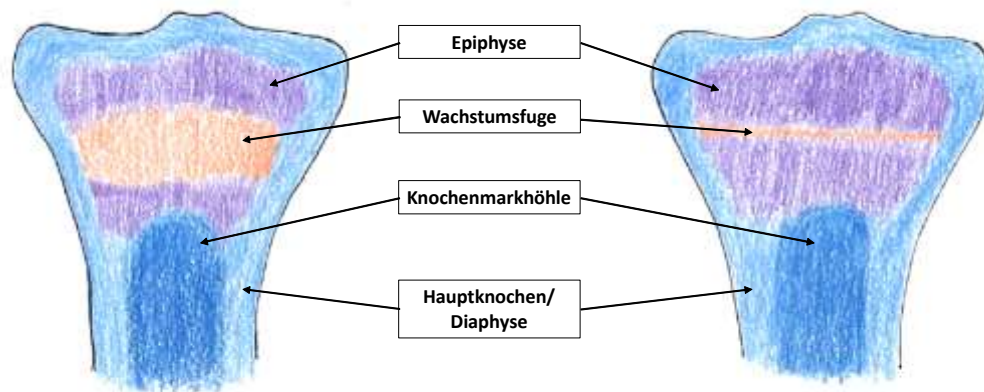 Epiphyse
Wachstumsfuge
Knochenmarkhöhle
Hauptknochen/
Diaphyse